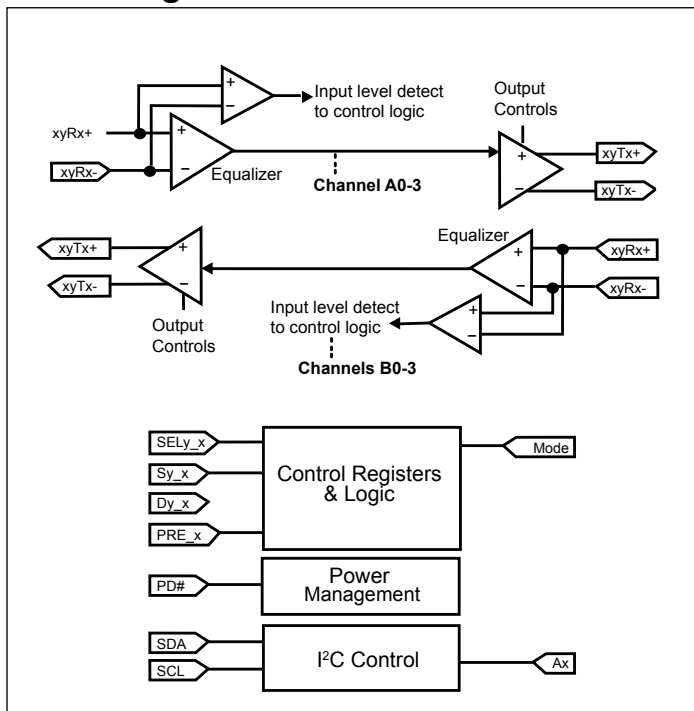 Input level detect
to control logic
Output
Controls
xyRx+
xyRx-
+
−
+
−
Equalizer
Channel A0-3
+
−
xyTx+
xyTx-
xyTx+
xyTx-
+
−
Output
Controls
Equalizer
+
−
xyRx+
xyRx-
Input level detect
to control logic
+
−
Channels B0-3
SELy_x
Sy_x
Dy_x
PRE_x
Control Registers
& Logic
Mode
PD#
Power
Management
SDA
SCL
I²C Control
Ax